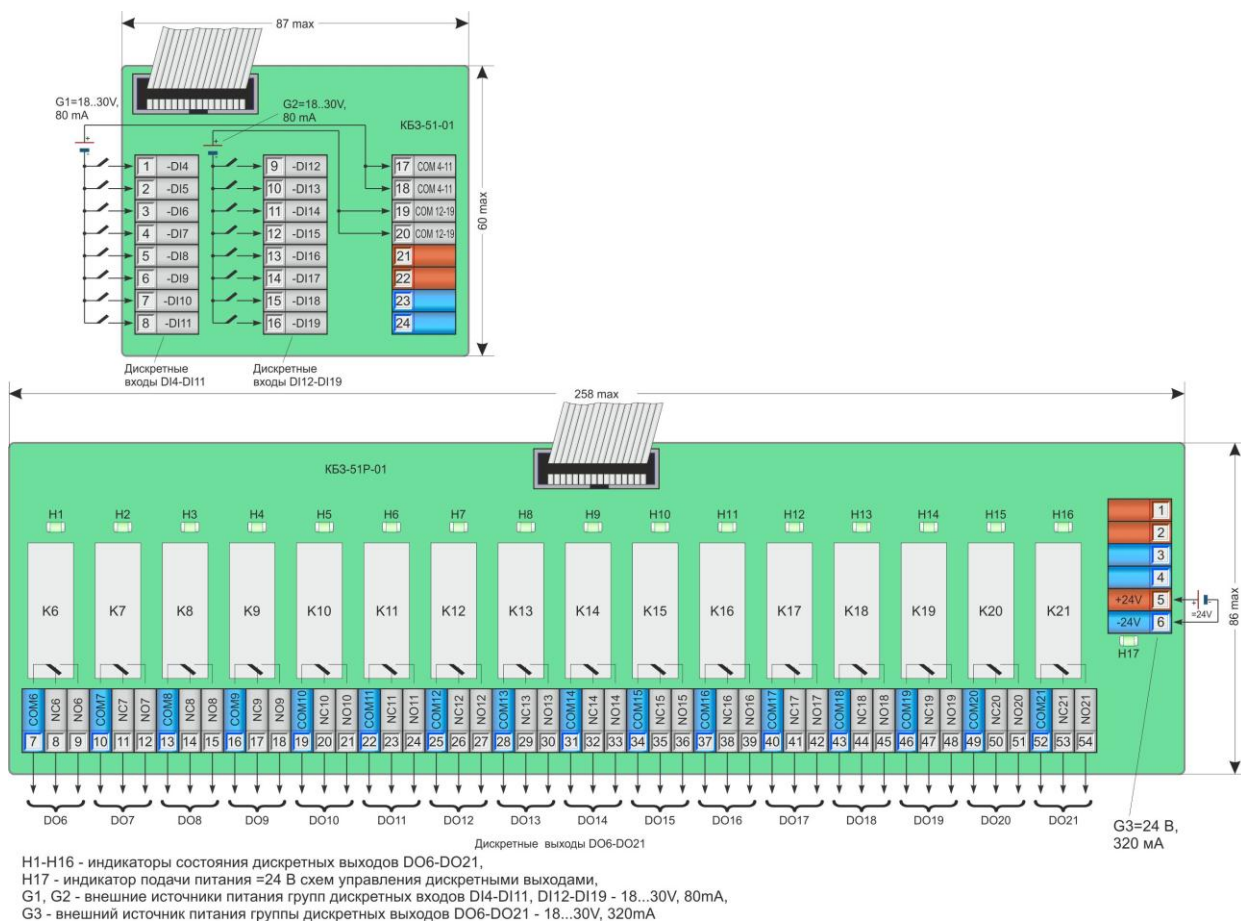 87 max
G1=18..30V,
80 mA
G2=18..30V,
80 mA
КБЗ-51-01
60 max
1 -DI4
2 -DI5
3 -DI6
4 -DI7
5 -DI8
6 -DI9
7 -DI10
8 -DI11
9 -DI12
10 -DI13
11 -DI14
12 -DI15
13 -DI16
14 -DI17
15 -DI18
16 -DI19
17 COM 4-11
18 COM 4-11
19 COM 12-19
20 COM 12-19
21
22
23
24
Дискретные
входы DI4-DI11
Дискретные
входы DI12-DI19
258 max
КБЗ-51Р-01
86 max
H1 H2 H3 H4 H5 H6 H7 H8 H9 H10 H11 H12 H13 H14 H15 H16
K6 K7 K8 K9 K10 K11 K12 K13 K14 K15 K16 K17 K18 K19 K20 K21
1
2
3
4
+24V 5
-24V 6
+ =24V
H17
COM6 NC6 NO6 COM7 NC7 NO7 COM8 NC8 NO8 COM9 NC9 NO9 COM10 NC10 NO10 COM11 NC11 NO11 COM12 NC12 NO12 COM13 NC13 NO13 COM14 NC14 NO14 COM15 NC15 NO15 COM16 NC16 NO16 COM17 NC17 NO17 COM18 NC18 NO18 COM19 NC19 NO19 COM20 NC20 NO20 COM21 NC21 NO21
7 8 9 10 11 12 13 14 15 16 17 18 19 20 21 22 23 24 25 26 27 28 29 30 31 32 33 34 35 36 37 38 39 40 41 42 43 44 45 46 47 48 49 50 51 52 53 54
DO6 DO7 DO8 DO9 DO10 DO11 DO12 DO13 DO14 DO15 DO16 DO17 DO18 DO19 DO20 DO21
G3=24 В,
320 мА
Дискретные выходы DO6-DO21
H1-H16 - индикаторы состояния дискретных выходов DO6-DO21,
H17 - индикатор подачи питания =24 В схем управления дискретными выходами,
G1, G2 - внешние источники питания групп дискретных входов DI4-DI11, DI12-DI19 - 18...30V, 80mA,
G3 - внешний источник питания группы дискретных выходов DO6-DO21 - 18...30V, 320mA